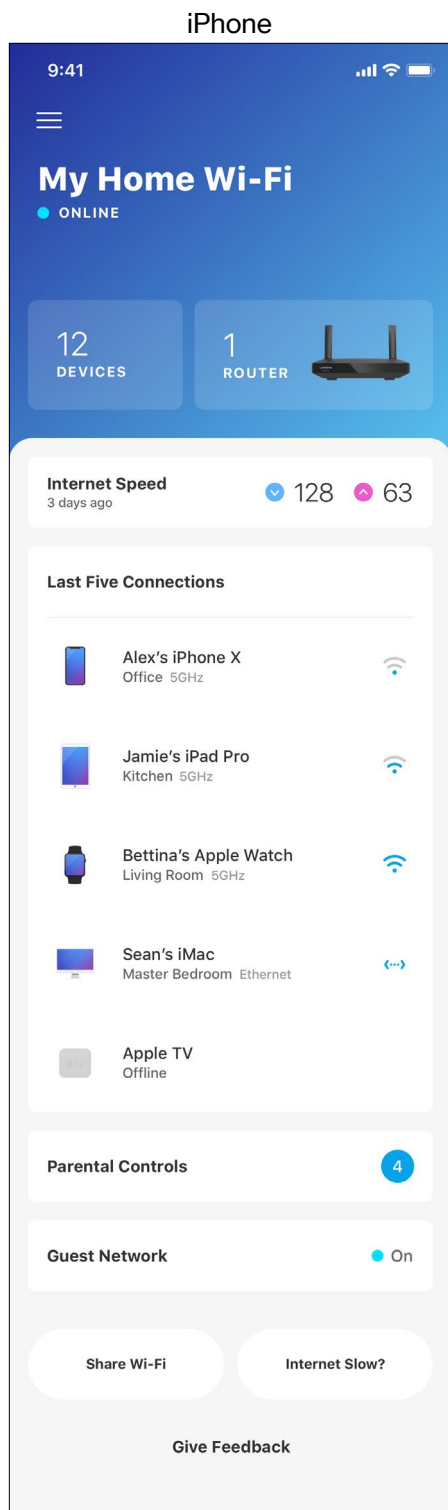 iPhone
9:41
My Home Wi-Fi
ONLINE
12
DEVICES
1
ROUTER
Internet Speed
3 days ago
128
63
Last Five Connections
Alex’s iPhone X
Office 5GHz
Jamie’s iPad Pro
Kitchen 5GHz
Bettina’s Apple Watch
Living Room 5GHz
Sean’s iMac
Master Bedroom Ethernet
Apple TV
Offline
Parental Controls
4
Guest Network
On
Share Wi-Fi
Internet Slow?
Give Feedback